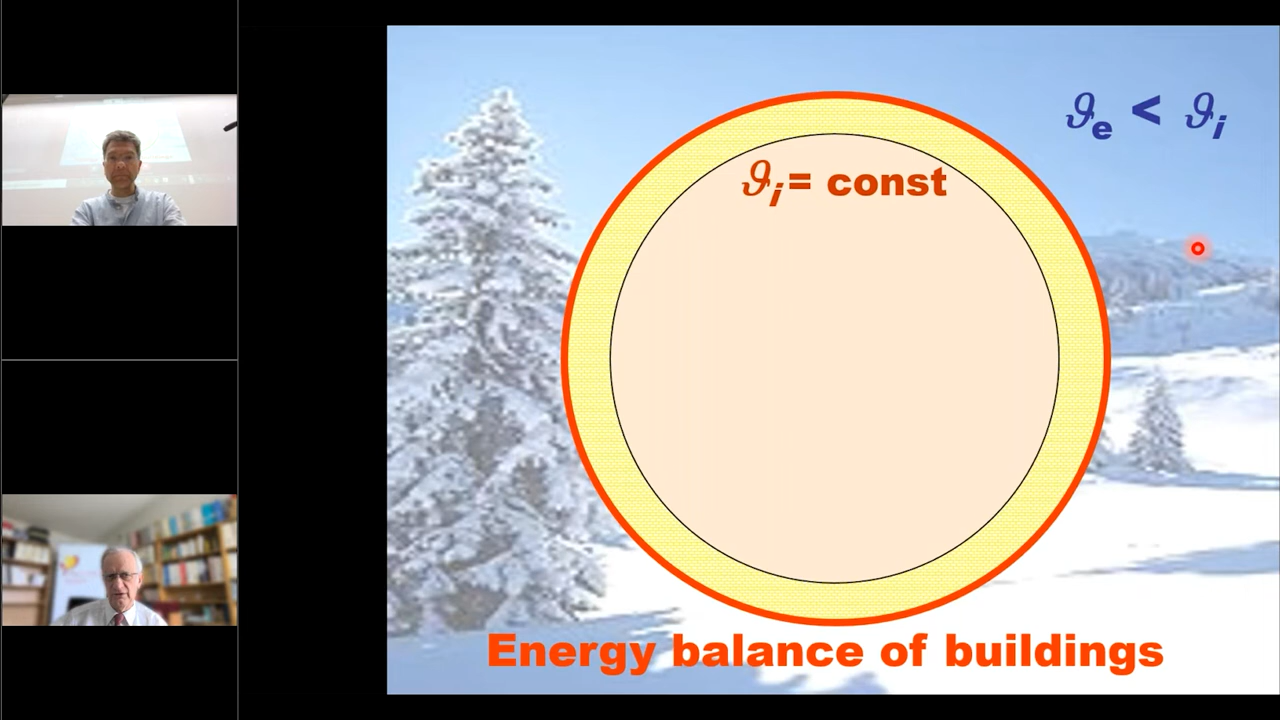 ϑe < ϑi
ϑi = const
Energy balance of buildings